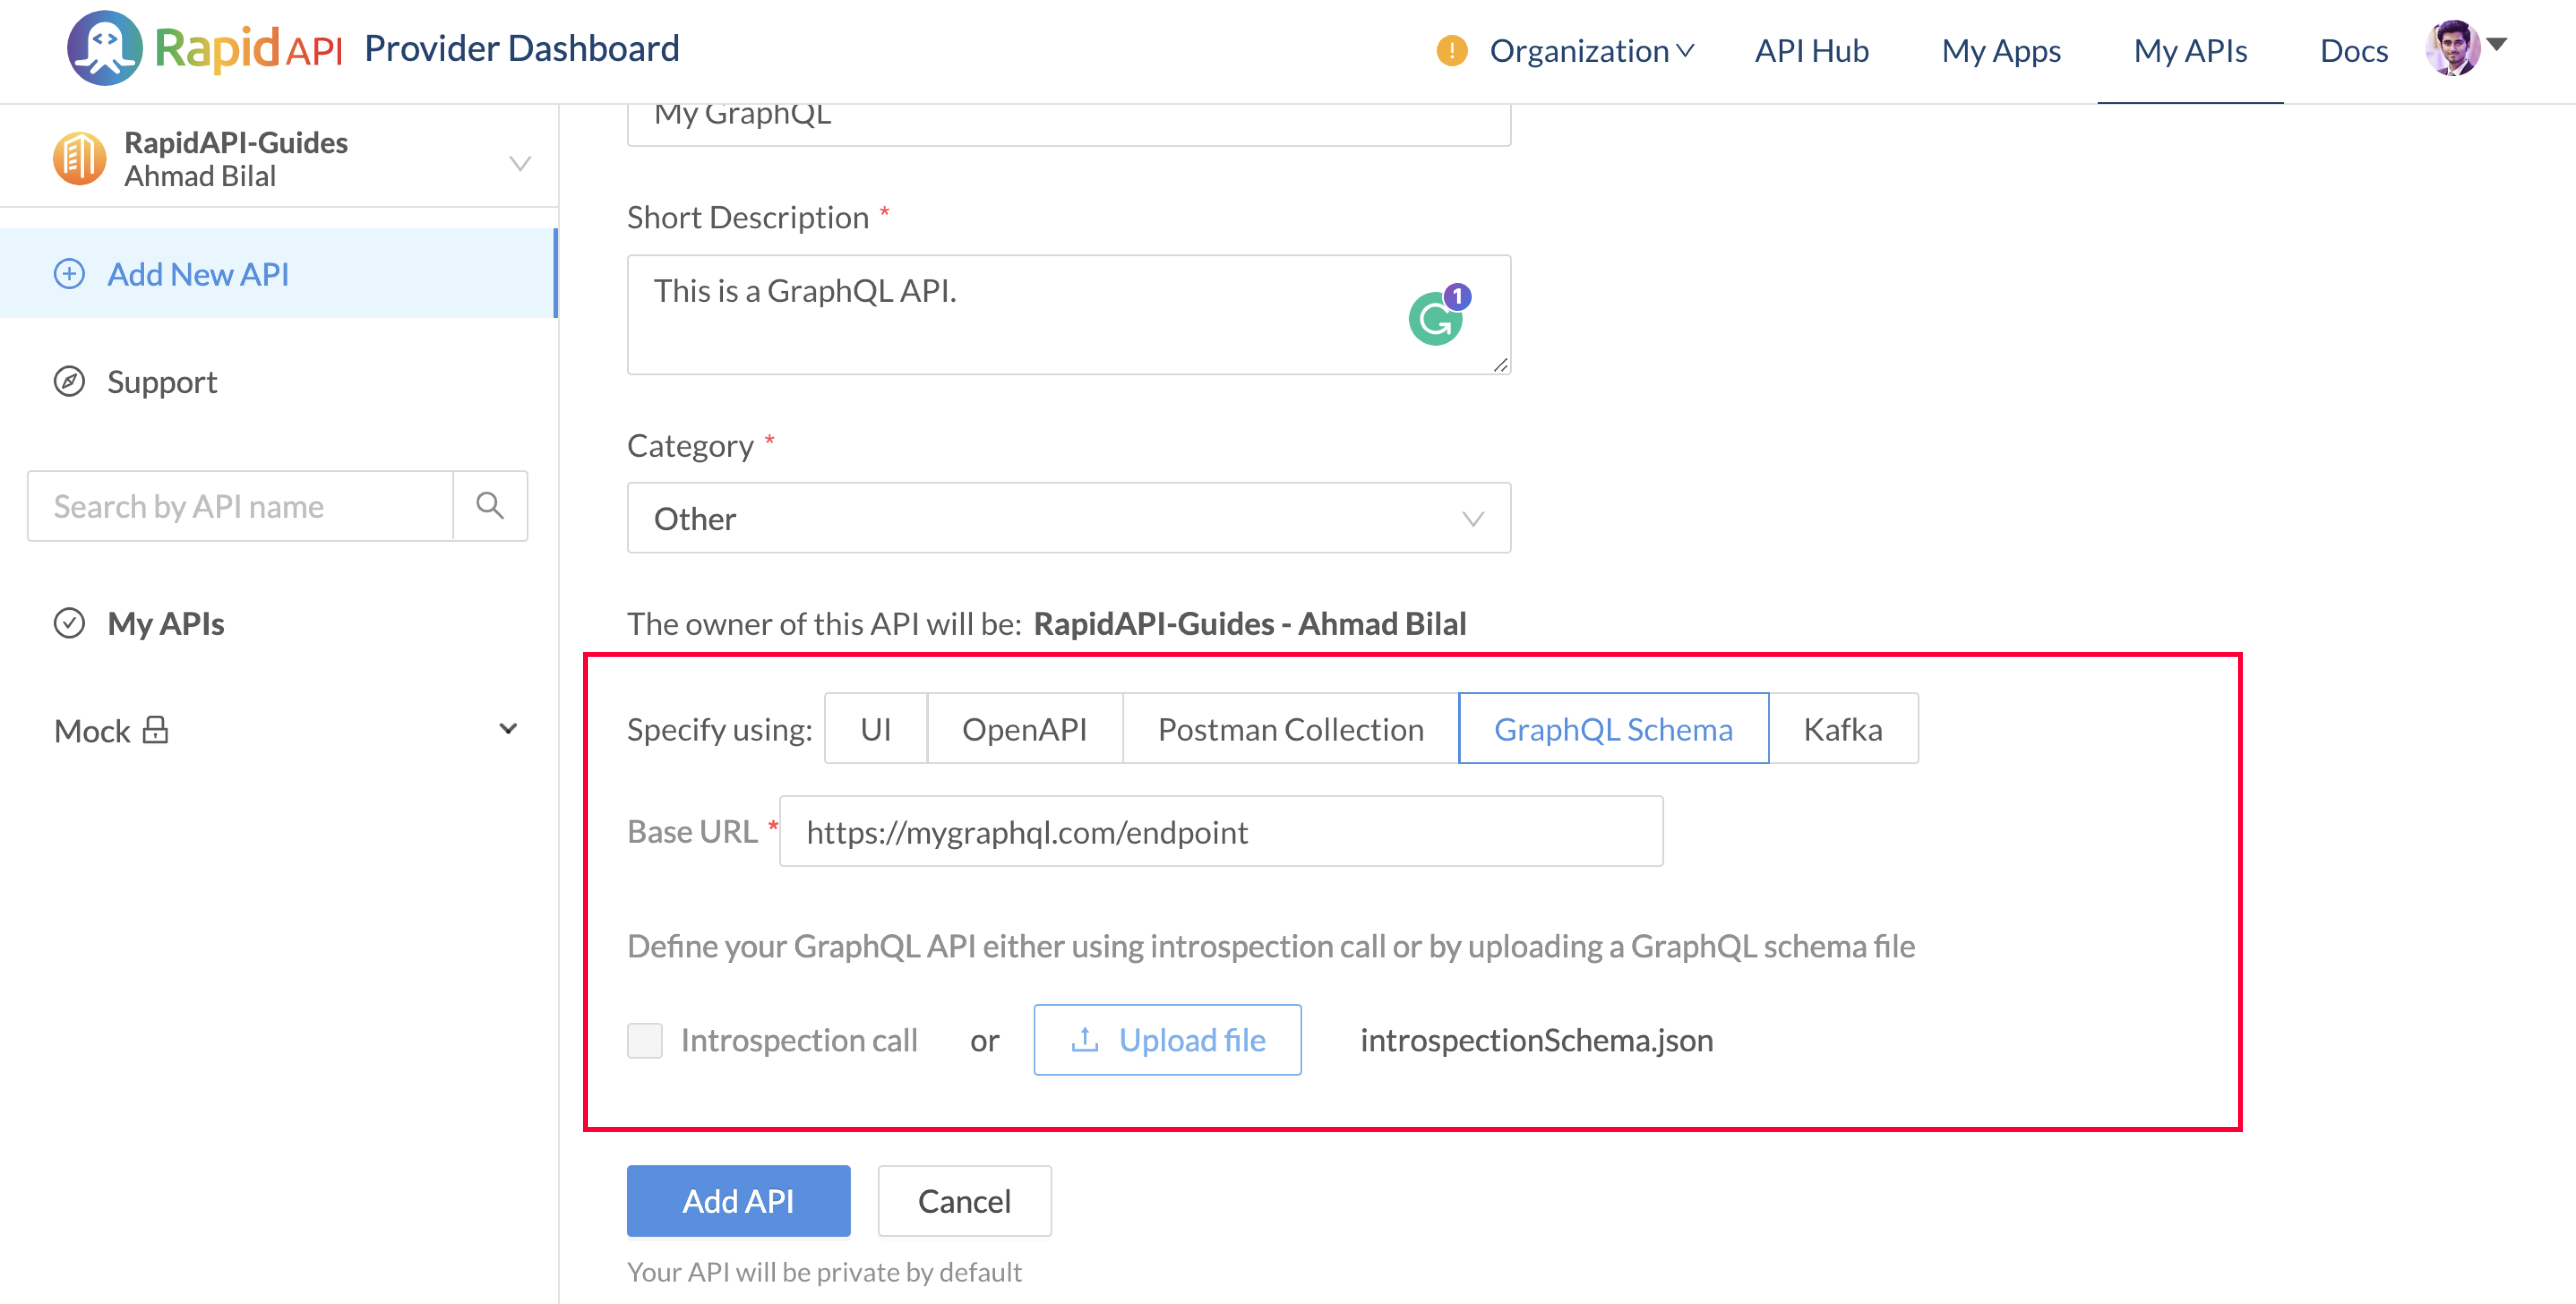 Rapid API Provider Dashboard
! Organization API Hub My Apps My APIs Docs
RapidAPI-Guides
Ahmad Bilal
Add New API
Support
Search by API name
My APIs
Mock
My GraphQL
Short Description *
This is a GraphQL API.
1
Category *
Other
The owner of this API will be: RapidAPI-Guides - Ahmad Bilal
Specify using: UI OpenAPI Postman Collection GraphQL Schema Kafka
Base URL * https://mygraphql.com/endpoint
Define your GraphQL API either using introspection call or by uploading a GraphQL schema file
Introspection call or Upload file introspectionSchema.json
Add API Cancel
Your API will be private by default